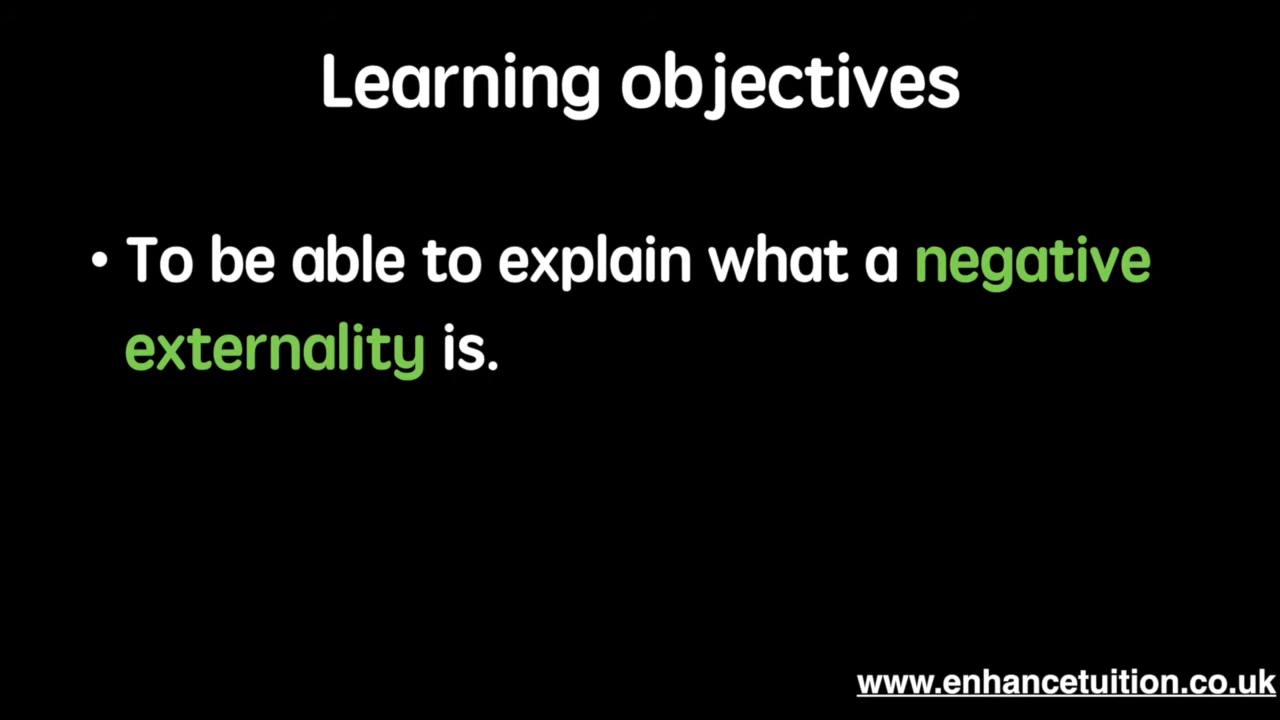 Learning objectives
• To be able to explain what a negative
externality is.
www.enhancetuition.co.uk